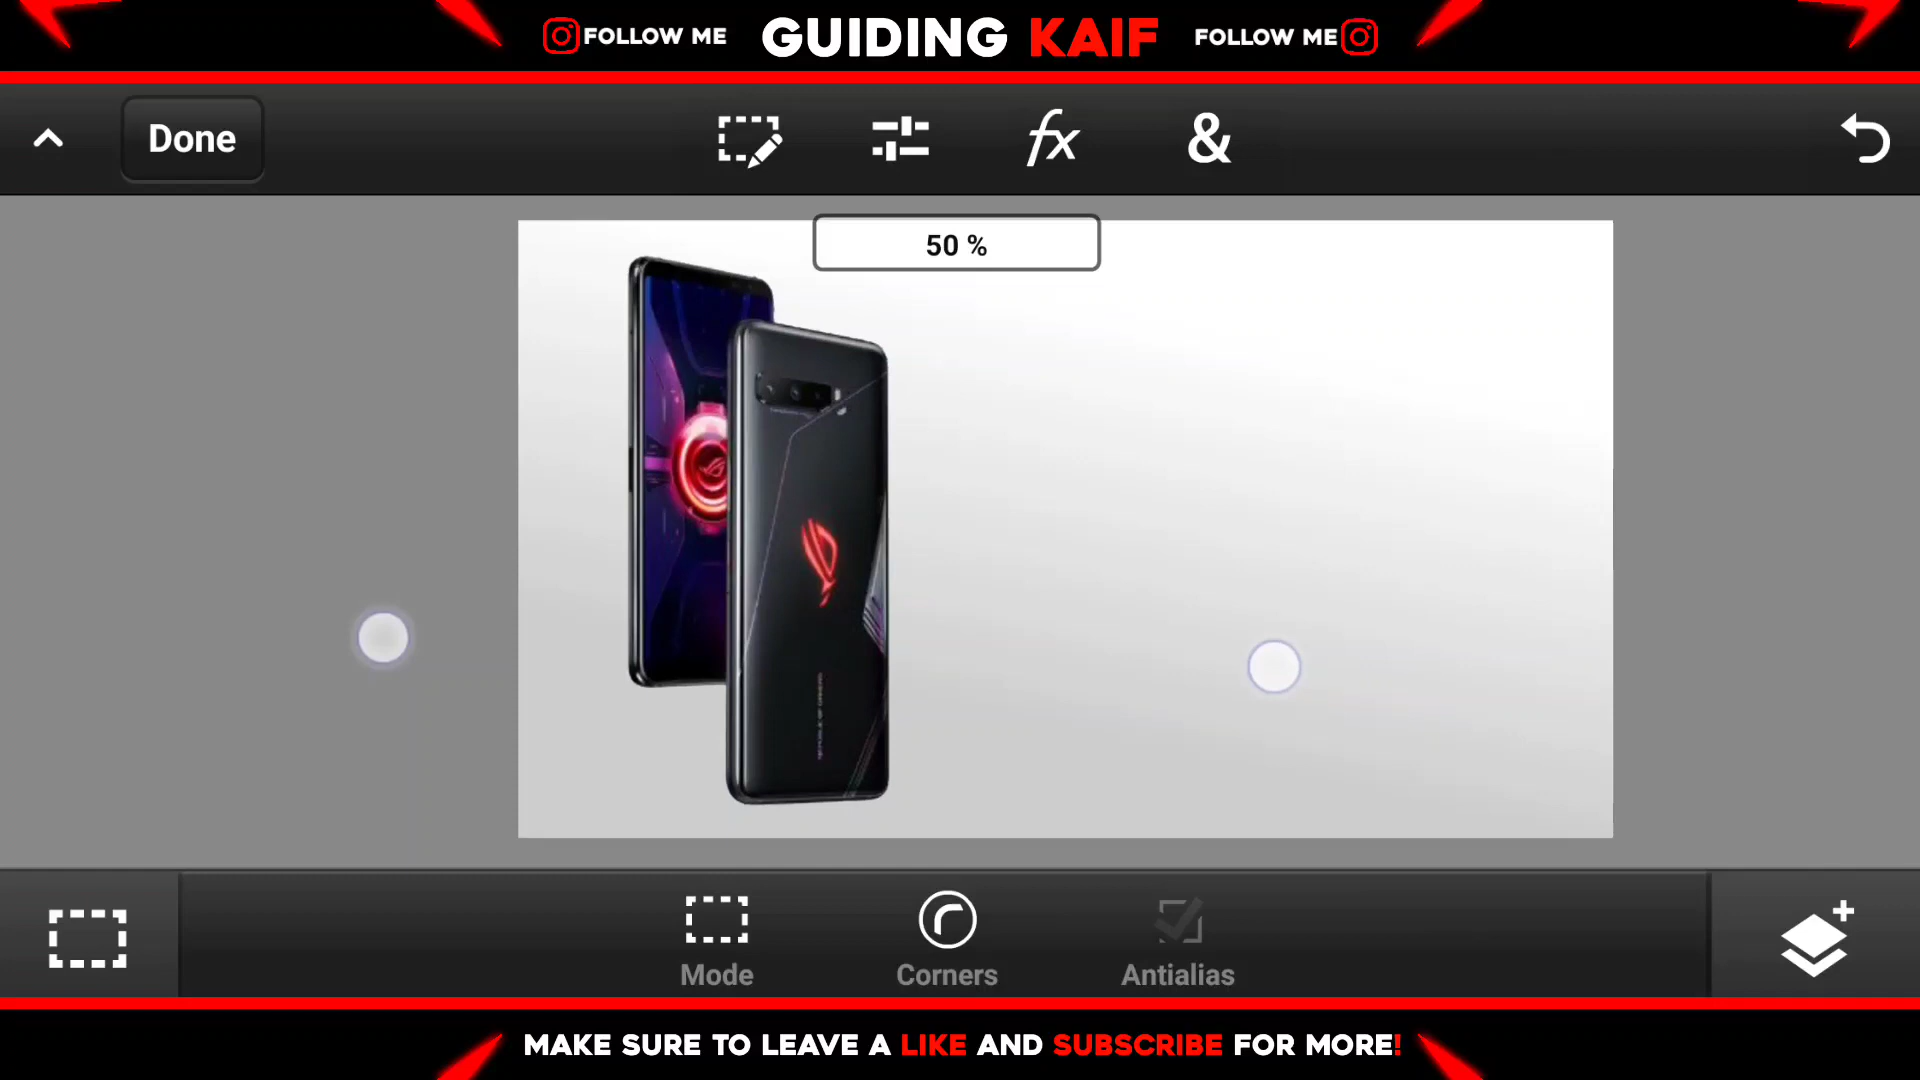 FOLLOW ME GUIDING KAIF FOLLOW ME
Done fx &
50 %
Mode Corners Antialias
MAKE SURE TO LEAVE A LIKE AND SUBSCRIBE FOR MORE!